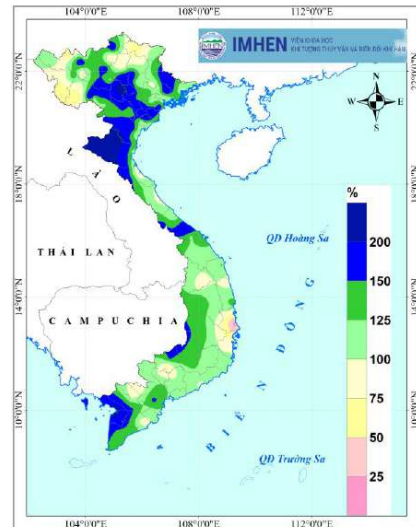 104°0'0"E 108°0'0"E 112°0'0"E
IMHEN VIỆN KHOA HỌC
KHÍ TƯỢNG THỦY VĂN VÀ BIẾN ĐỔI KHÍ HẬU
22°0'0"N
N
W E
S
LÀO
18°0'0"N
%
THÁI LAN
QĐ Hoàng Sa
200
150
14°0'0"N
CAMPUCHIA
125
BIỂN ĐÔNG
100
75
10°0'0"N
50
QĐ Trường Sa
25
104°0'0"E 108°0'0"E 112°0'0"E